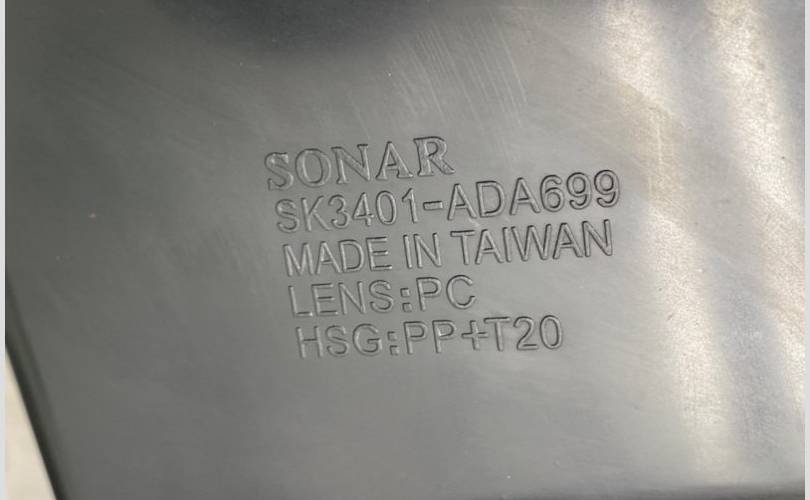 SONAR
SK3401-ADA699
MADE IN TAIWAN
LENS:PC
HSG:PP+T20